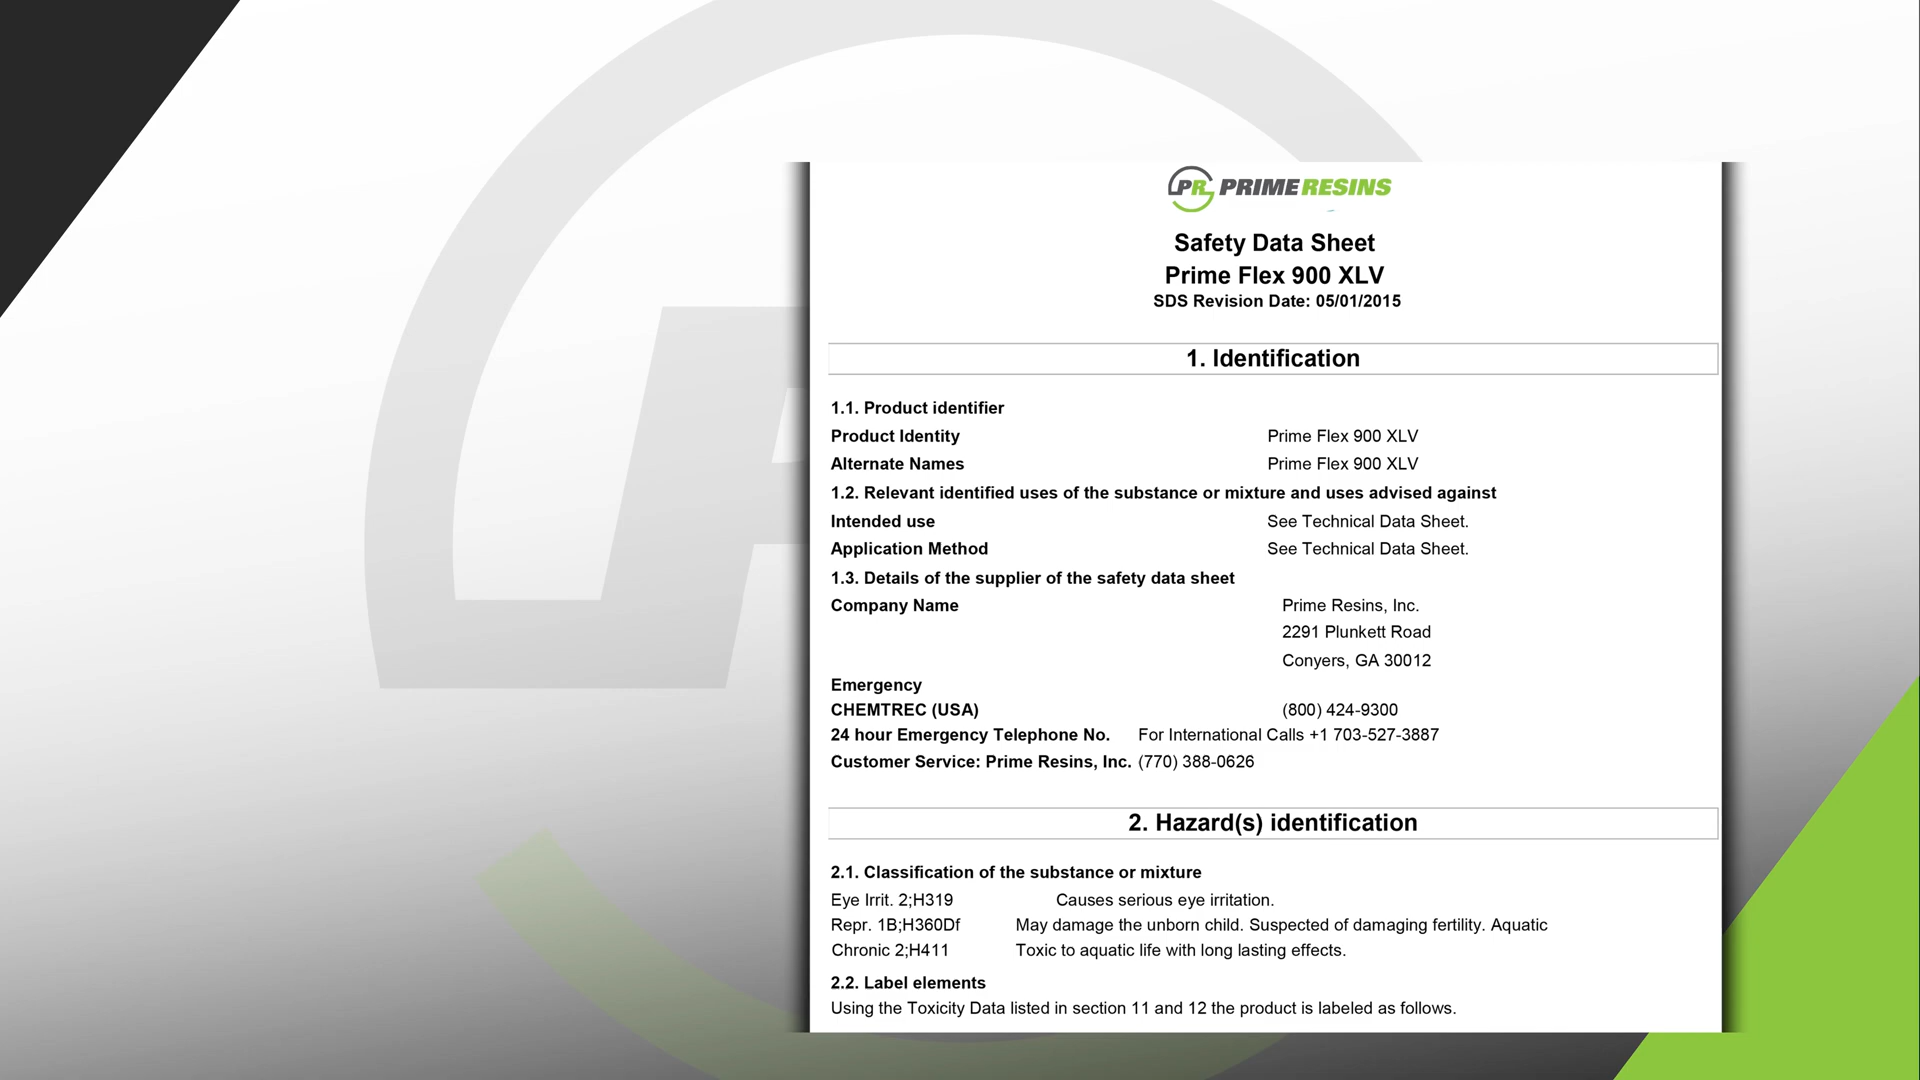 PR PRIME RESINS
Safety Data Sheet
Prime Flex 900 XLV
SDS Revision Date: 05/01/2015
1. Identification
1.1. Product identifier
Product Identity Prime Flex 900 XLV
Alternate Names Prime Flex 900 XLV
1.2. Relevant identified uses of the substance or mixture and uses advised against
Intended use See Technical Data Sheet.
Application Method See Technical Data Sheet.
1.3. Details of the supplier of the safety data sheet
Company Name Prime Resins, Inc.
2291 Plunkett Road
Conyers, GA 30012
Emergency
CHEMTREC (USA) (800) 424-9300
24 hour Emergency Telephone No. For International Calls +1 703-527-3887
Customer Service: Prime Resins, Inc. (770) 388-0626
2. Hazard(s) identification
2.1. Classification of the substance or mixture
Eye Irrit. 2;H319 Causes serious eye irritation.
Repr. 1B;H360Df May damage the unborn child. Suspected of damaging fertility. Aquatic
Chronic 2;H411 Toxic to aquatic life with long lasting effects.
2.2. Label elements
Using the Toxicity Data listed in section 11 and 12 the product is labeled as follows.